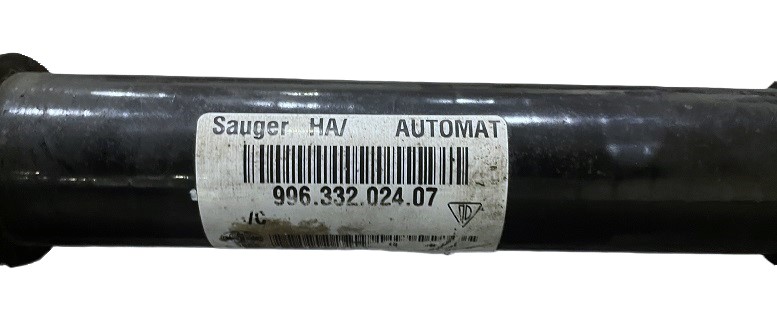 Sauger HA/ AUTOMAT
996.332.024.07
/C